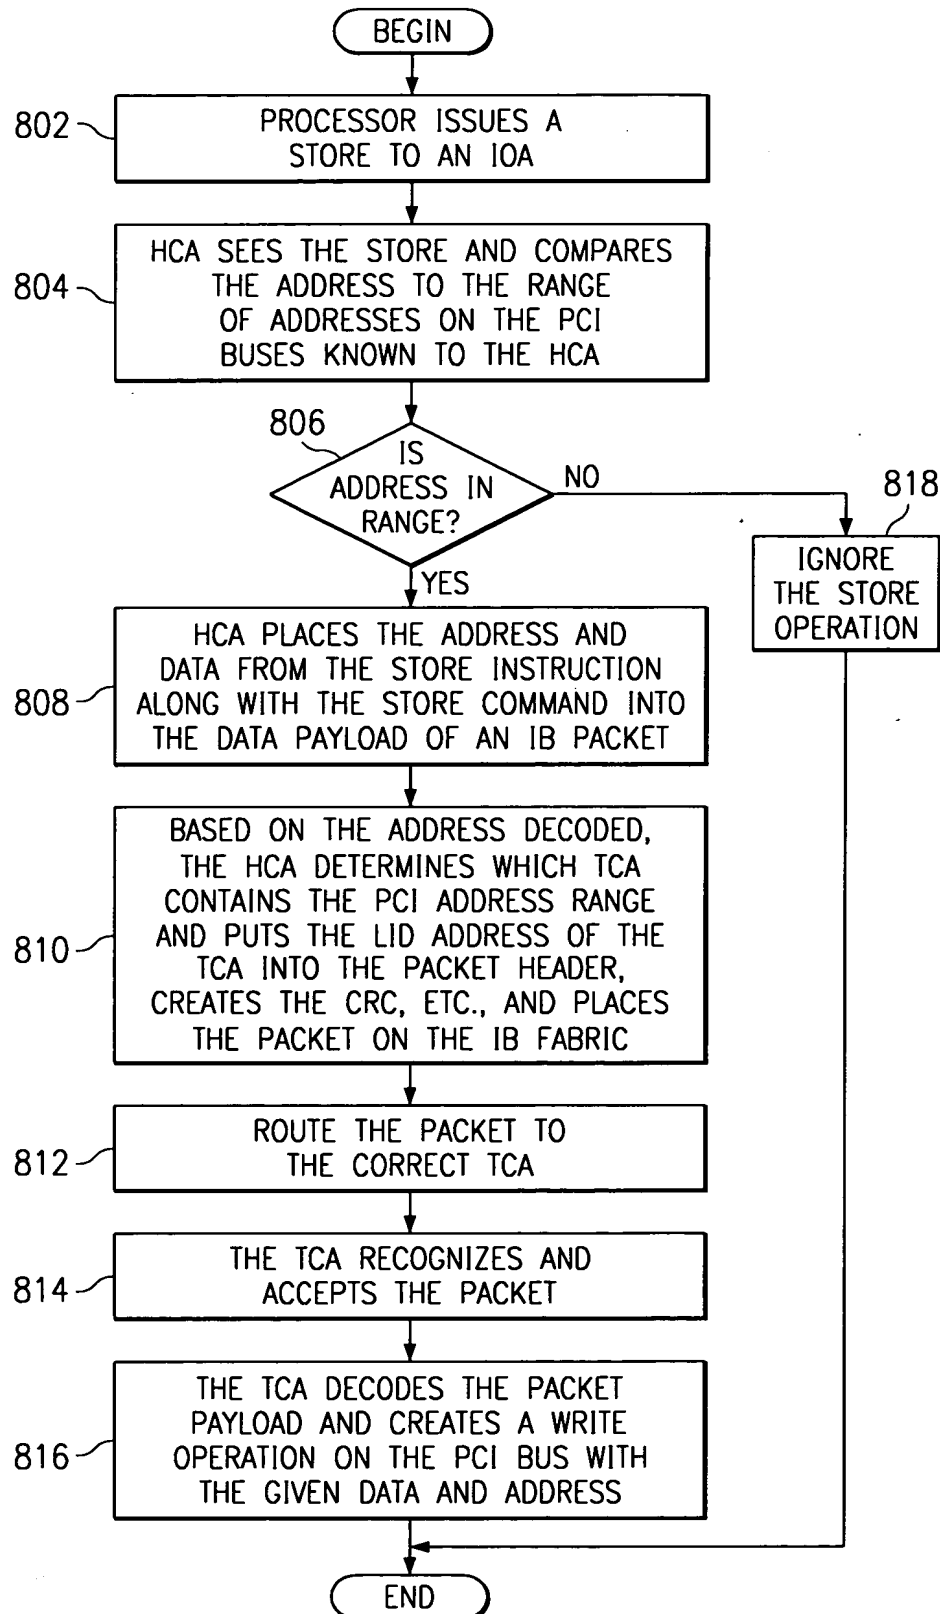 BEGIN
802
PROCESSOR ISSUES A
STORE TO AN IOA
804
HCA SEES THE STORE AND COMPARES
THE ADDRESS TO THE RANGE
OF ADDRESSES ON THE PCI
BUSES KNOWN TO THE HCA
806
IS
ADDRESS IN
RANGE?
NO
YES
818
IGNORE
THE STORE
OPERATION
808
HCA PLACES THE ADDRESS AND
DATA FROM THE STORE INSTRUCTION
ALONG WITH THE STORE COMMAND INTO
THE DATA PAYLOAD OF AN IB PACKET
810
BASED ON THE ADDRESS DECODED,
THE HCA DETERMINES WHICH TCA
CONTAINS THE PCI ADDRESS RANGE
AND PUTS THE LID ADDRESS OF THE
TCA INTO THE PACKET HEADER,
CREATES THE CRC, ETC., AND PLACES
THE PACKET ON THE IB FABRIC
812
ROUTE THE PACKET TO
THE CORRECT TCA
814
THE TCA RECOGNIZES AND
ACCEPTS THE PACKET
816
THE TCA DECODES THE PACKET
PAYLOAD AND CREATES A WRITE
OPERATION ON THE PCI BUS WITH
THE GIVEN DATA AND ADDRESS
END